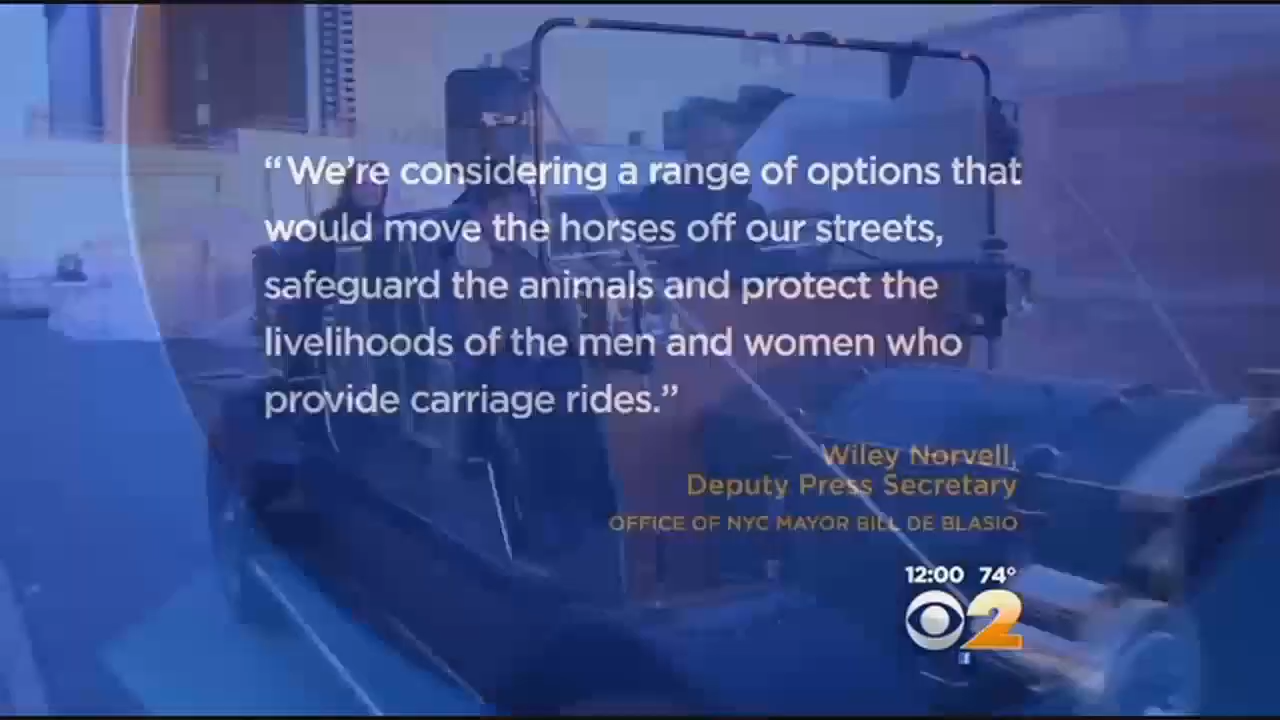 “We’re considering a range of options that
would move the horses off our streets,
safeguard the animals and protect the
livelihoods of the men and women who
provide carriage rides.”
Wiley Norvell,
Deputy Press Secretary
OFFICE OF NYC MAYOR BILL DE BLASIO
12:00 74°
2
f